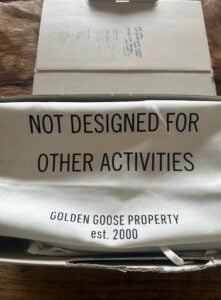 NOT DESIGNED FOR
OTHER ACTIVITIES
GOLDEN GOOSE PROPERTY
est. 2000